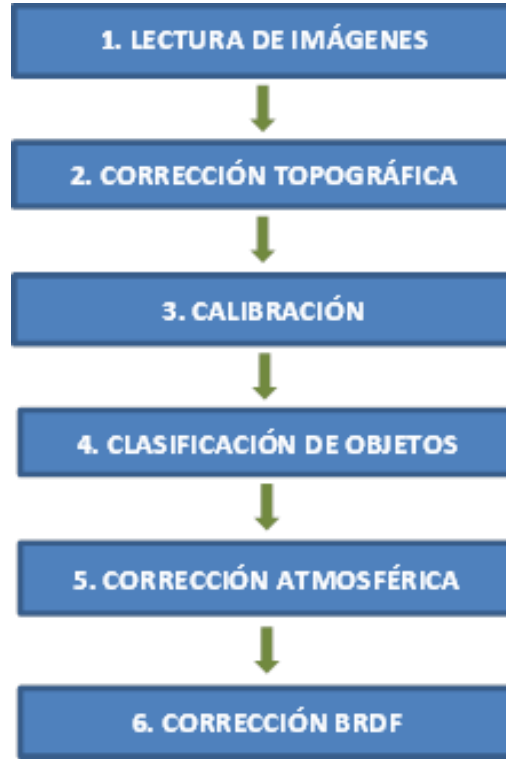 1. LECTURA DE IMÁGENES
2. CORRECCIÓN TOPOGRÁFICA
3. CALIBRACIÓN
4. CLASIFICACIÓN DE OBJETOS
5. CORRECCIÓN ATMOSFÉRICA
6. CORRECCIÓN BRDF